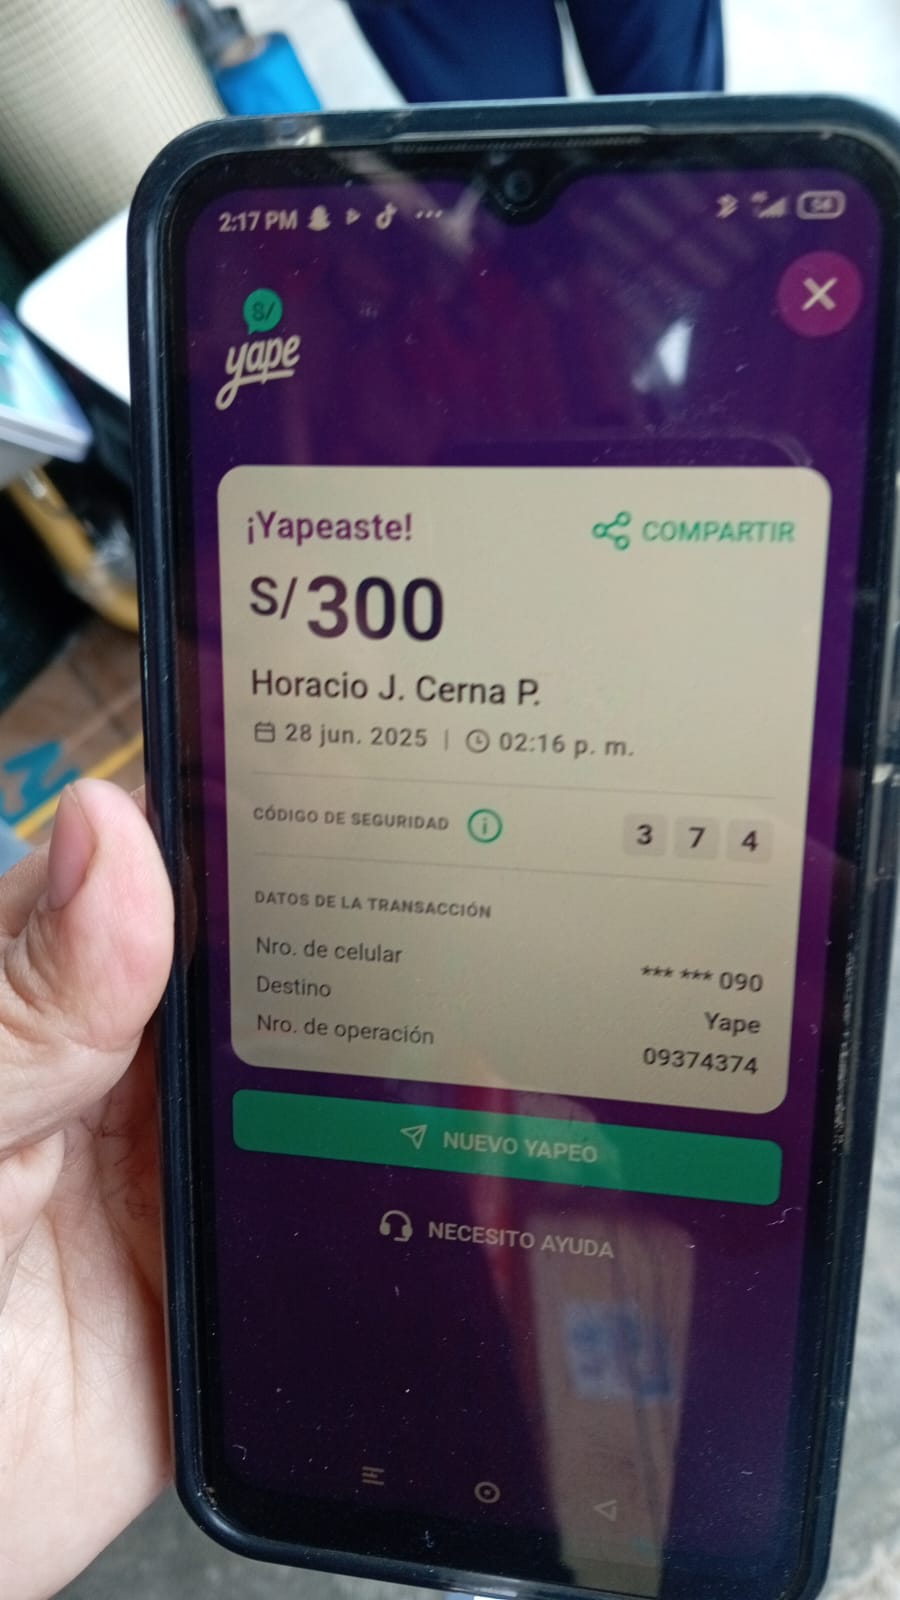 2:17 PM
54
S/
yape
¡Yapeaste!
COMPARTIR
S/ 300
Horacio J. Cerna P.
28 jun. 2025 | 02:16 p. m.
CÓDIGO DE SEGURIDAD 3 7 4
DATOS DE LA TRANSACCIÓN
Nro. de celular *** *** 090
Destino Yape
Nro. de operación 09374374
NUEVO YAPEO
NECESITO AYUDA